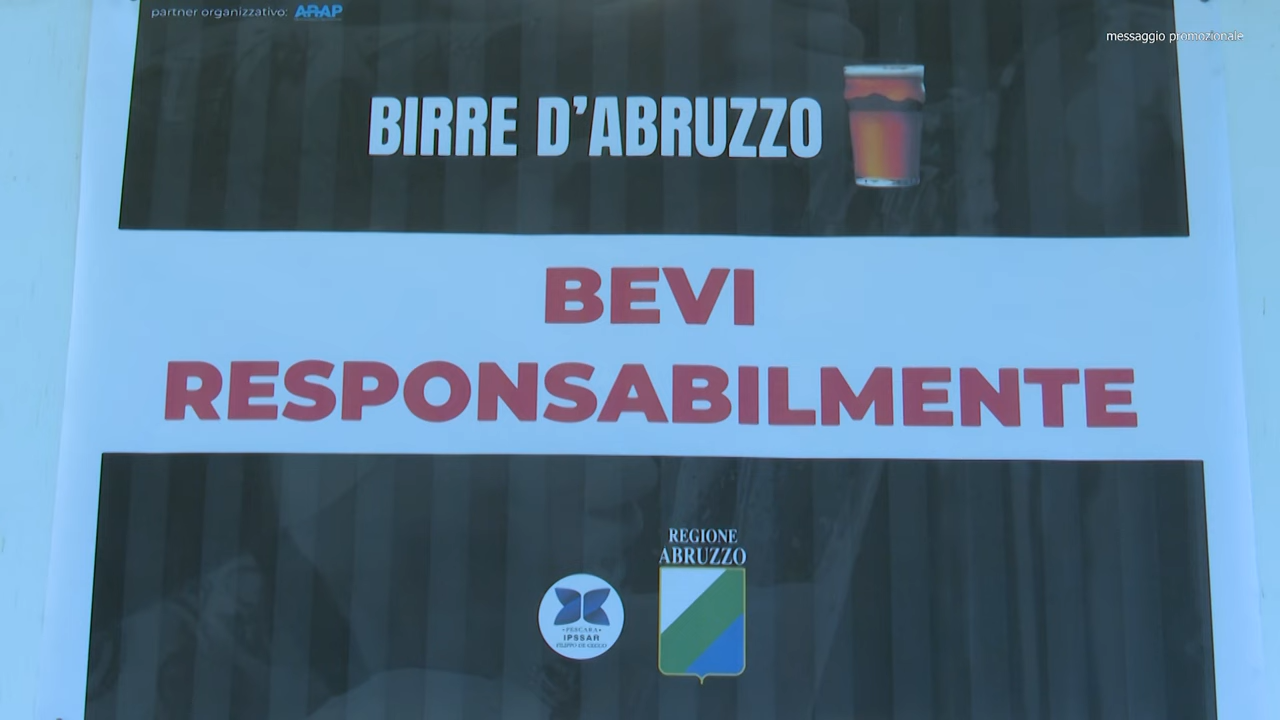 partner organizzativo: ARAP
messaggio promozionale
BIRRE D'ABRUZZO
BEVI
RESPONSABILMENTE
REGIONE
ABRUZZO
• PESCARA •
IPSSAR
FILIPPO DE CECCO